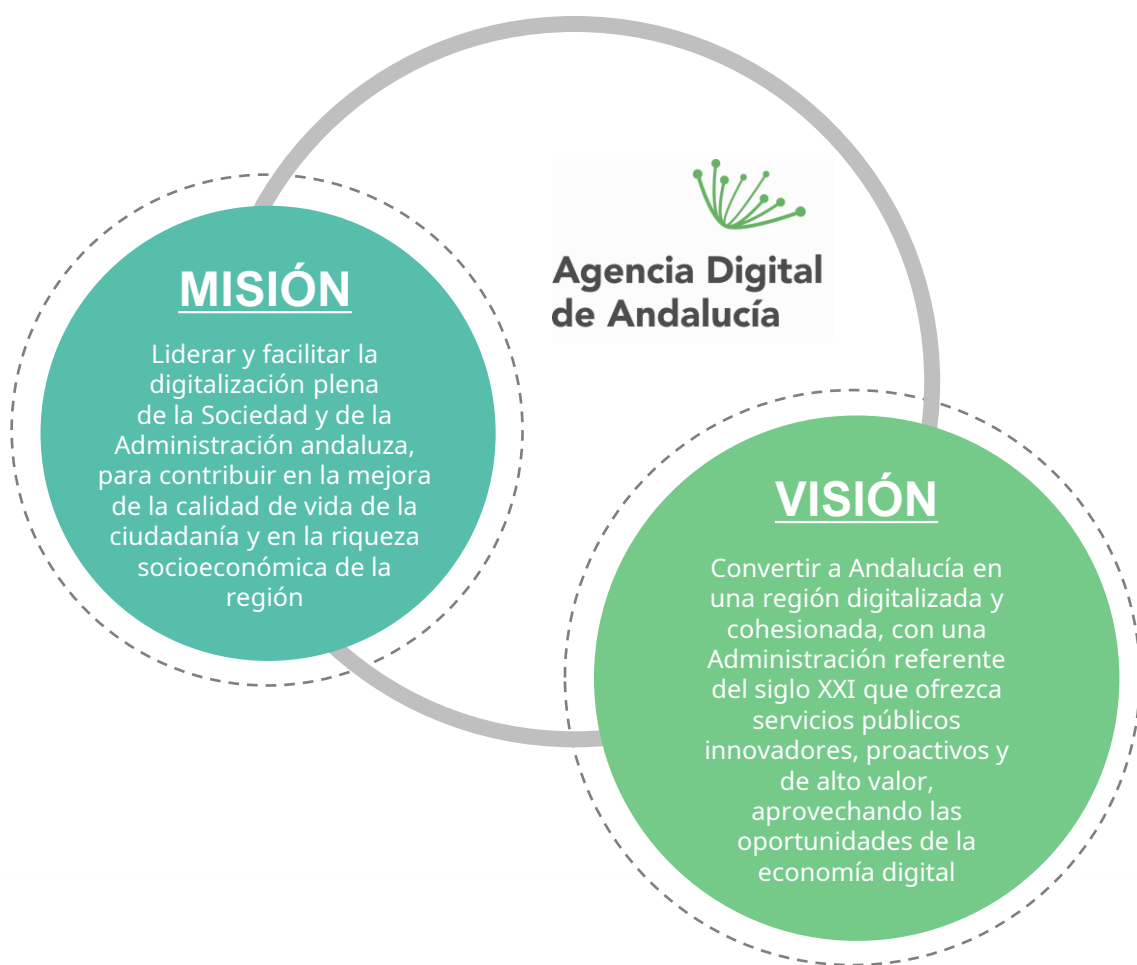 Agencia Digital
de Andalucía
MISIÓN
Liderar y facilitar la
digitalización plena
de la Sociedad y de la
Administración andaluza,
para contribuir en la mejora
de la calidad de vida de la
ciudadanía y en la riqueza
socioeconómica de la
región
VISIÓN
Convertir a Andalucía en
una región digitalizada y
cohesionada, con una
Administración referente
del siglo XXI que ofrezca
servicios públicos
innovadores, proactivos y
de alto valor,
aprovechando las
oportunidades de la
economía digital